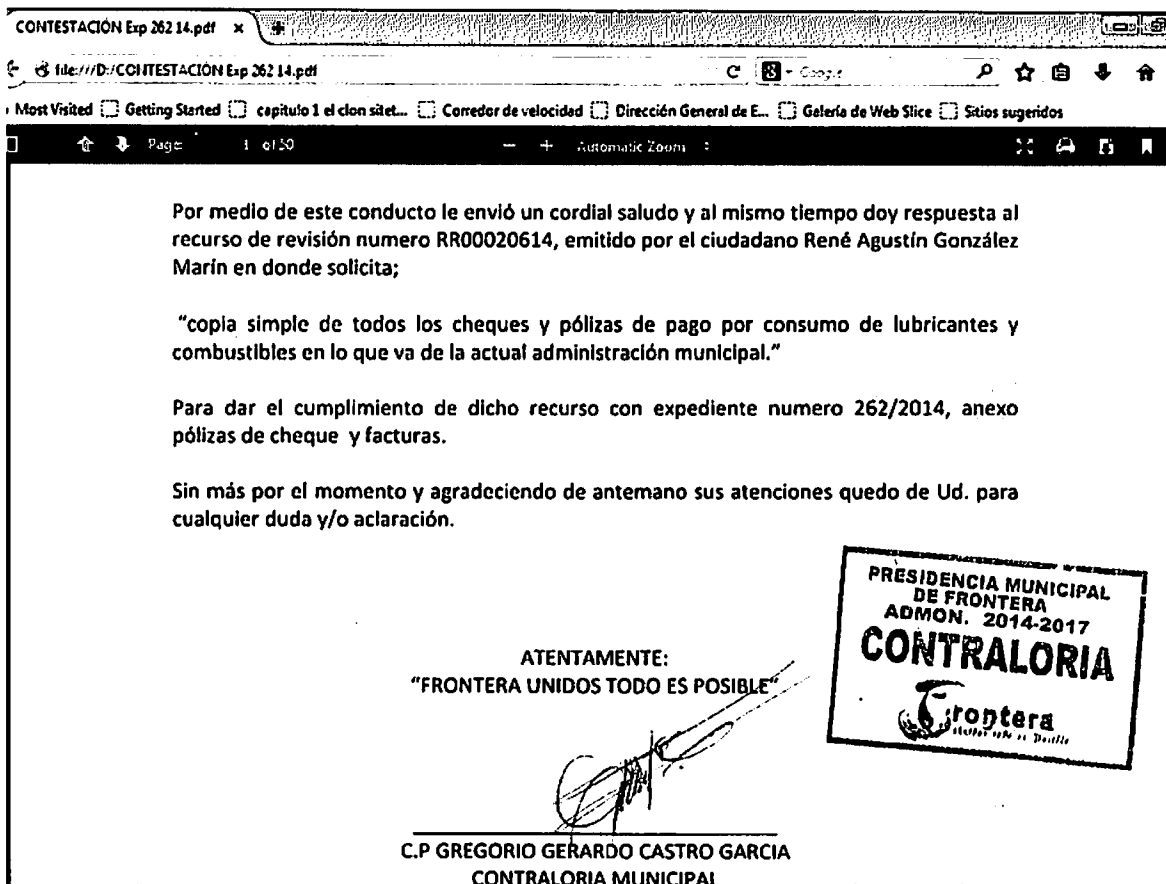 CONTESTACIÓN Exp 262 14.pdf
file:///D:/CONTESTACIÓN Exp 262 14.pdf
Google
Most Visited Getting Started capitulo 1 el clon siset... Corredor de velocidad Dirección General de E... Galería de Web Slice Sitios sugeridos
Page: 1 of 50 Automatic Zoom
Por medio de este conducto le envió un cordial saludo y al mismo tiempo doy respuesta al
recurso de revisión numero RR00020614, emitido por el ciudadano René Agustín González
Marín en donde solicita;
"copia simple de todos los cheques y pólizas de pago por consumo de lubricantes y
combustibles en lo que va de la actual administración municipal."
Para dar el cumplimiento de dicho recurso con expediente numero 262/2014, anexo
pólizas de cheque y facturas.
Sin más por el momento y agradeciendo de antemano sus atenciones quedo de Ud. para
cualquier duda y/o aclaración.
PRESIDENCIA MUNICIPAL
DE FRONTERA
ADMON. 2014-2017
CONTRALORIA
Frontera
ATENTAMENTE:
"FRONTERA UNIDOS TODO ES POSIBLE"
C.P GREGORIO GERARDO CASTRO GARCIA
CONTRALORIA MUNICIPAL